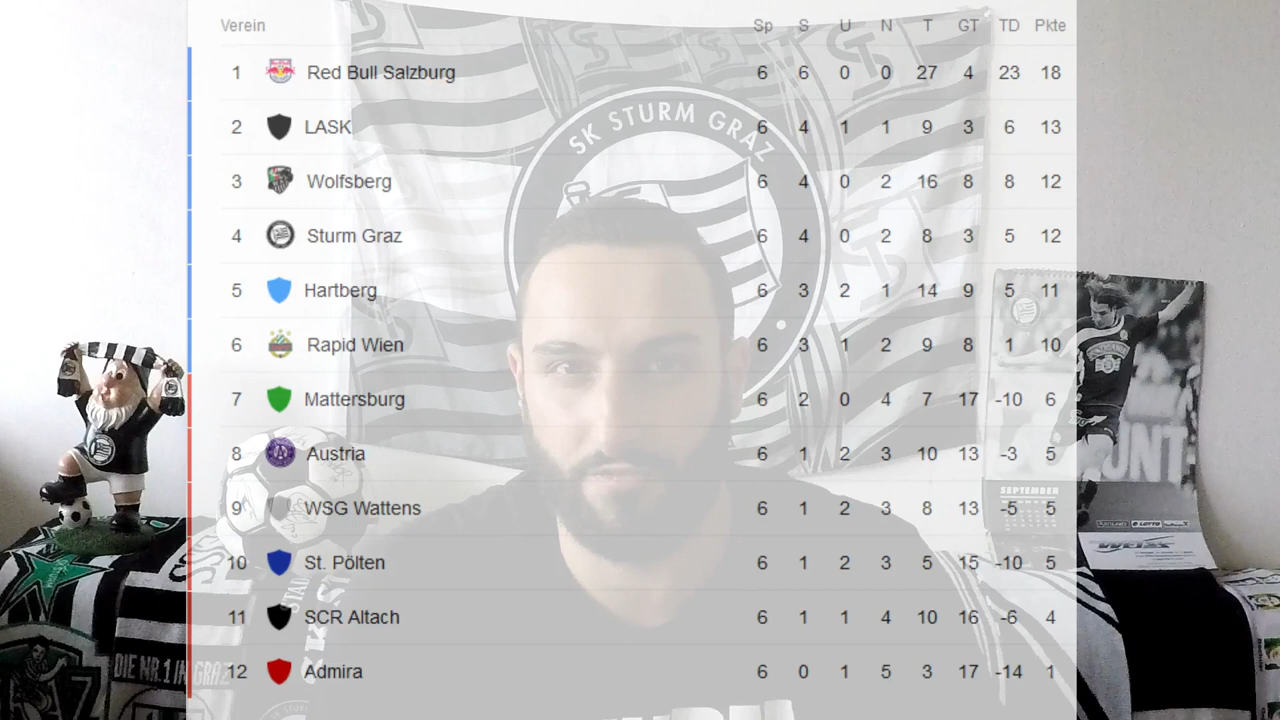 Verein Sp S U N T GT TD Pkte
1 Red Bull Salzburg 6 6 0 0 27 4 23 18
2 LASK 6 4 1 1 9 3 6 13
3 Wolfsberg 6 4 0 2 16 8 8 12
4 Sturm Graz 6 4 0 2 8 3 5 12
5 Hartberg 6 3 2 1 14 9 5 11
6 Rapid Wien 6 3 1 2 9 8 1 10
7 Mattersburg 6 2 0 4 7 17 -10 6
8 Austria 6 1 2 3 10 13 -3 5
9 WSG Wattens 6 1 2 3 8 13 -5 5
10 St. Pölten 6 1 2 3 5 15 -10 5
11 SCR Altach 6 1 1 4 10 16 -6 4
12 Admira 6 0 1 5 3 17 -14 1
SK STURM GRAZ
SEPTEMBER
DIE NR.1 IN GRAZ